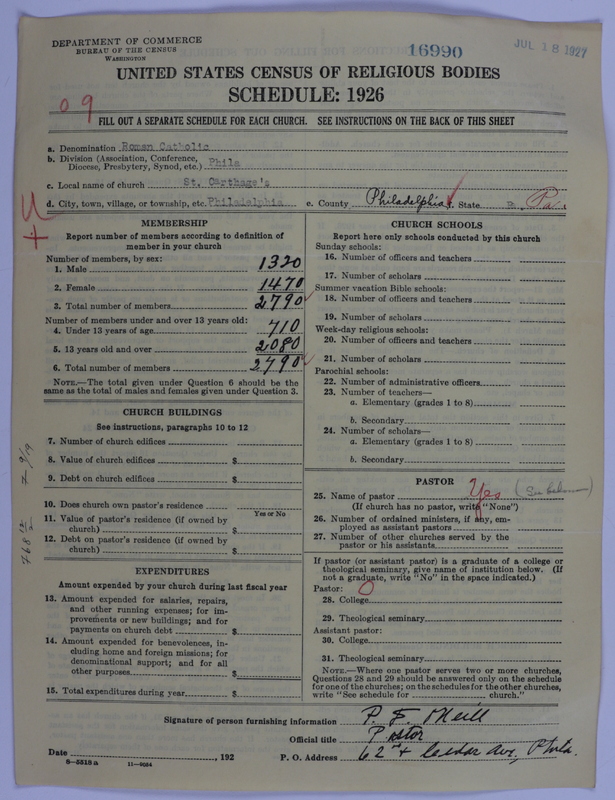 DEPARTMENT OF COMMERCE
BUREAU OF THE CENSUS
WASHINGTON
16990
JUL 18 1927
UNITED STATES CENSUS OF RELIGIOUS BODIES
SCHEDULE: 1926
09
FILL OUT A SEPARATE SCHEDULE FOR EACH CHURCH. SEE INSTRUCTIONS ON THE BACK OF THIS SHEET
a. Denomination Roman Catholic
b. Division (Association, Conference, Diocese, Presbytery, Synod, etc.) Phila
c. Local name of church St. Carthage's
d. City, town, village, or township, etc. Philadelphia e. County Philadelphia f. State Pa.
U
+
MEMBERSHIP
Report number of members according to definition of
member in your church
Number of members, by sex:
1. Male 1320
2. Female 1470
3. Total number of members 2790
Number of members under and over 13 years old:
4. Under 13 years of age 710
5. 13 years old and over 2080
6. Total number of members 2790
NOTE.—The total given under Question 6 should be the
same as the total of males and females given under Question 3.
CHURCH BUILDINGS
See instructions, paragraphs 10 to 12
7. Number of church edifices
8. Value of church edifices $
9. Debt on church edifices $
10. Does church own pastor's residence
Yes or No
11. Value of pastor's residence (if owned by
church) $
12. Debt on pastor's residence (if owned by
church) $
EXPENDITURES
Amount expended by your church during last fiscal year
13. Amount expended for salaries, repairs,
and other running expenses; for im-
provements or new buildings; and for
payments on church debt $
14. Amount expended for benevolences, in-
cluding home and foreign missions; for
denominational support; and for all
other purposes $
15. Total expenditures during year $
CHURCH SCHOOLS
Report here only schools conducted by this church
Sunday schools:
16. Number of officers and teachers
17. Number of scholars
Summer vacation Bible schools:
18. Number of officers and teachers
19. Number of scholars
Week-day religious schools:
20. Number of officers and teachers
21. Number of scholars
Parochial schools:
22. Number of administrative officers
23. Number of teachers—
a. Elementary (grades 1 to 8)
b. Secondary
24. Number of scholars—
a. Elementary (grades 1 to 8)
b. Secondary
PASTOR
25. Name of pastor Yes (See below)
(If church has no pastor, write "None")
26. Number of ordained ministers, if any, em-
ployed as assistant pastors
27. Number of other churches served by the
pastor or his assistants
If pastor (or assistant pastor) is a graduate of a college or
theological seminary, give name of institution below. (If
not a graduate, write "No" in the space indicated.)
Pastor: 0
28. College
29. Theological seminary
Assistant pastor:
30. College
31. Theological seminary
NOTE.—Where one pastor serves two or more churches,
Questions 28 and 29 should be answered only on the schedule
for one of the churches; on the schedules for the other churches,
write "See schedule for church."
Signature of person furnishing information P. F. O'Neill
Official title Pastor
Date , 192 P. O. Address 62nd & Cedar Ave, Phila.
8—5318a 11—9084